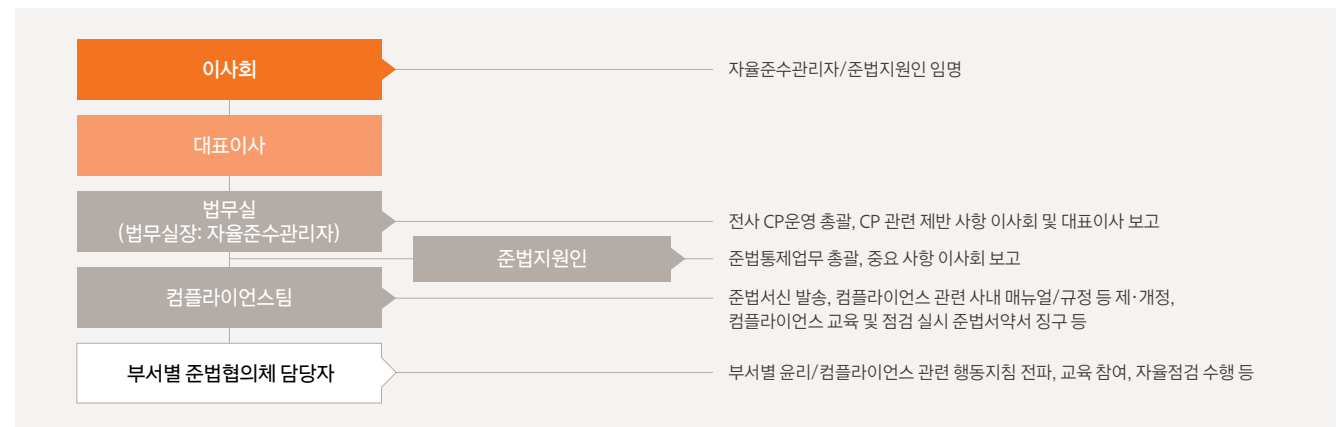 이사회
자율준수관리자/준법지원인 임명
대표이사
법무실
(법무실장: 자율준수관리자)
전사 CP운영 총괄, CP 관련 제반 사항 이사회 및 대표이사 보고
준법지원인
준법통제업무 총괄, 중요 사항 이사회 보고
컴플라이언스팀
준법서신 발송, 컴플라이언스 관련 사내 매뉴얼/규정 등 제·개정,
컴플라이언스 교육 및 점검 실시 준법서약서 징구 등
부서별 준법협의체 담당자
부서별 윤리/컴플라이언스 관련 행동지침 전파, 교육 참여, 자율점검 수행 등